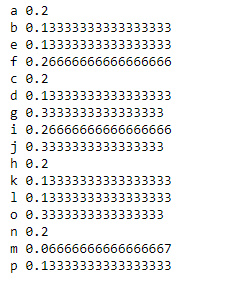 a 0.2
b 0.13333333333333333
e 0.13333333333333333
f 0.26666666666666666
c 0.2
d 0.13333333333333333
g 0.3333333333333333
i 0.26666666666666666
j 0.3333333333333333
h 0.2
k 0.13333333333333333
l 0.13333333333333333
o 0.3333333333333333
n 0.2
m 0.06666666666666667
p 0.13333333333333333